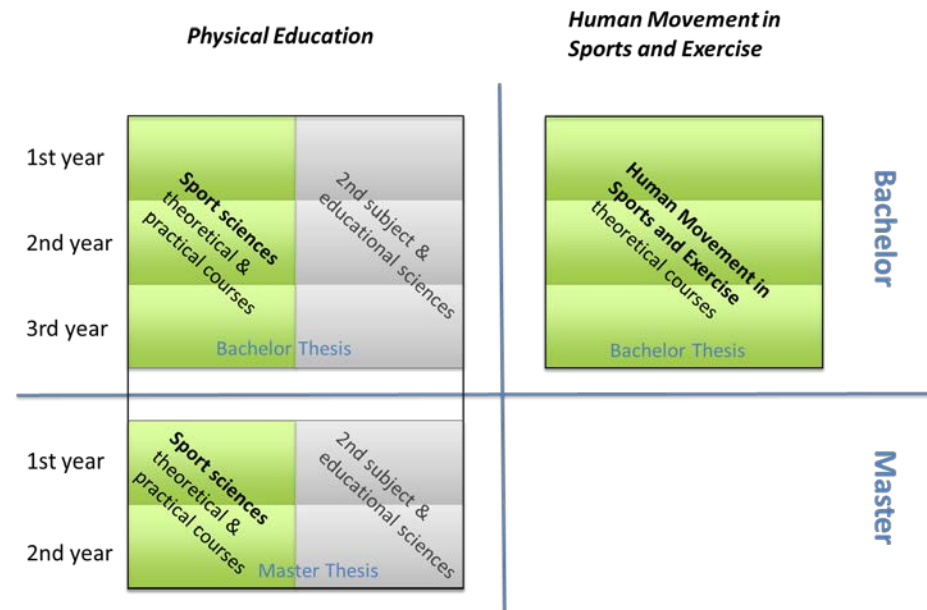 Physical Education
Human Movement in
Sports and Exercise
1st year
2nd year
3rd year
Sport sciences
theoretical &
practical courses
2nd subject &
educational sciences
Bachelor Thesis
Human Movement in
Sports and Exercise
theoretical courses
Bachelor Thesis
Bachelor
1st year
2nd year
Sport sciences
theoretical &
practical courses
2nd subject &
educational sciences
Master Thesis
Master